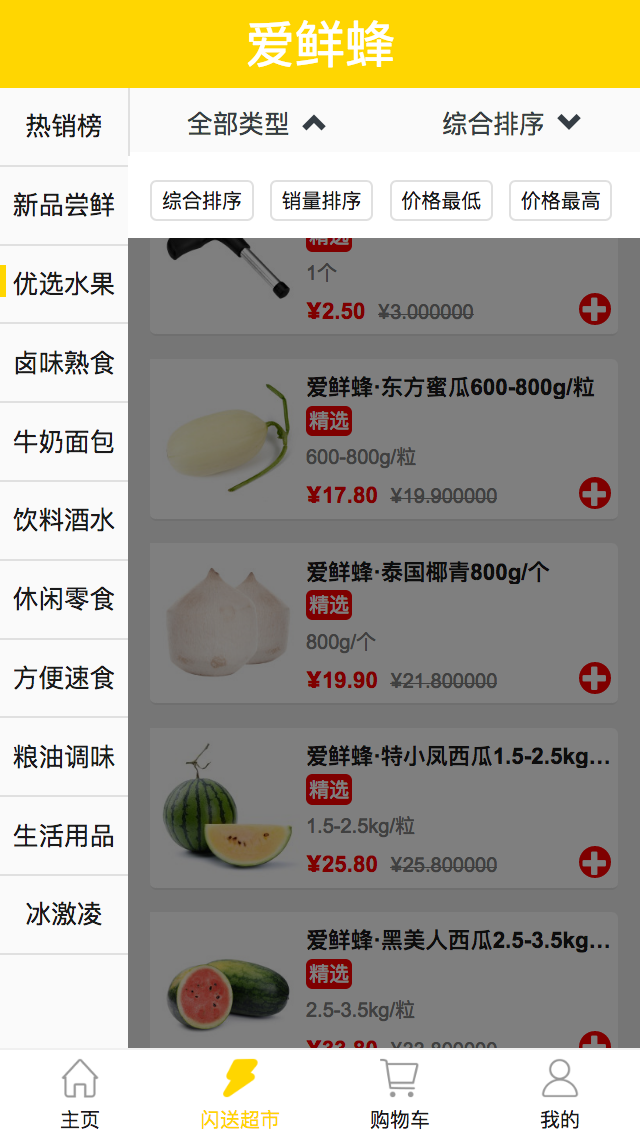 爱鲜蜂
热销榜
新品尝鲜
优选水果
卤味熟食
牛奶面包
饮料酒水
休闲零食
方便速食
粮油调味
生活用品
冰激凌
全部类型 综合排序
综合排序 销量排序 价格最低 价格最高
精选
1个
¥2.50 ¥3.000000
爱鲜蜂·东方蜜瓜600-800g/粒
精选
600-800g/粒
¥17.80 ¥19.900000
爱鲜蜂·泰国椰青800g/个
精选
800g/个
¥19.90 ¥21.800000
爱鲜蜂·特小凤西瓜1.5-2.5kg...
精选
1.5-2.5kg/粒
¥25.80 ¥25.800000
爱鲜蜂·黑美人西瓜2.5-3.5kg...
精选
2.5-3.5kg/粒
主页 闪送超市 购物车 我的